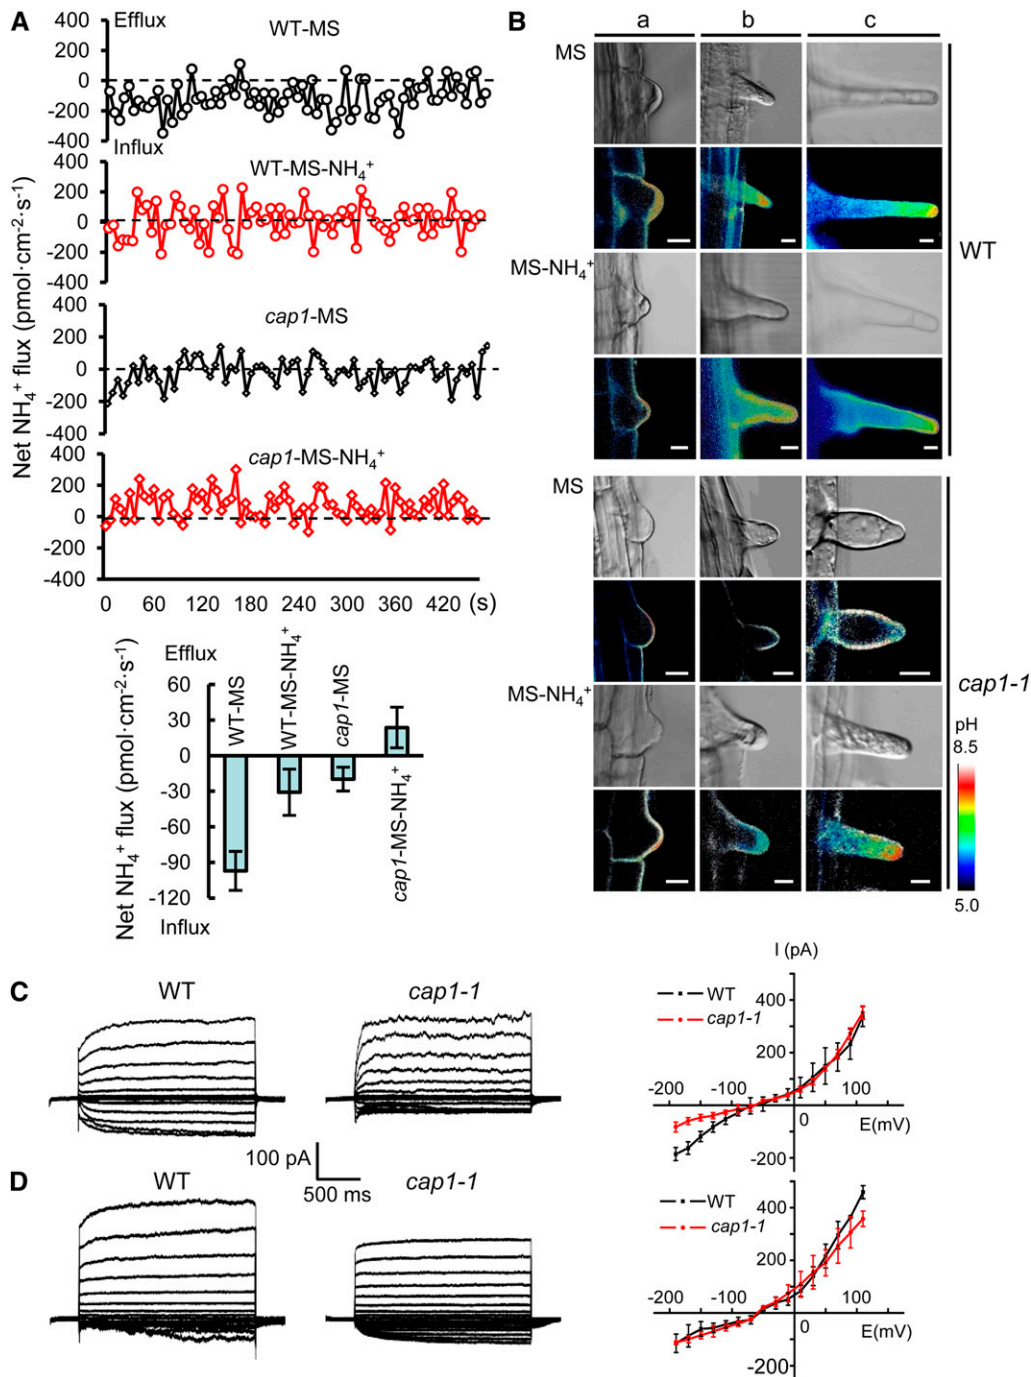 A
Efflux
WT-MS
400
200
0
-200
-400
Influx
WT-MS-NH₄⁺
400
200
0
-200
-400
cap1-MS
400
200
0
-200
-400
cap1-MS-NH₄⁺
400
200
0
-200
-400
0 60 120 180 240 300 360 420 (s)
Net NH₄⁺ flux (pmol·cm⁻²·s⁻¹)
Efflux
60
30
0
-30
-60
-90
-120
Influx
Net NH₄⁺ flux (pmol·cm⁻²·s⁻¹)
WT-MS
WT-MS-NH₄⁺
cap1-MS
cap1-MS-NH₄⁺
B
a b c
MS
MS-NH₄⁺
WT
MS
MS-NH₄⁺
cap1-1
pH
8.5
5.0
C
WT
cap1-1
I (pA)
WT
cap1-1
400
200
-200 -100 0 100
E(mV)
-200
100 pA
500 ms
D
WT
cap1-1
WT
cap1-1
400
200
-200 -100 0 100
E(mV)
-200